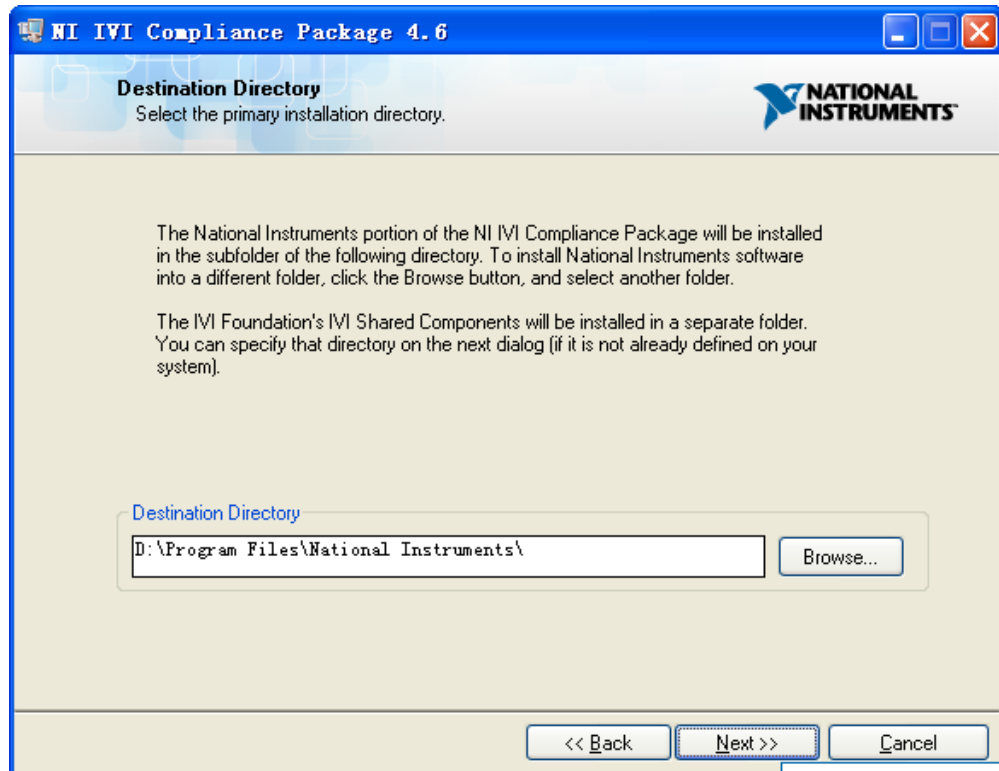 NI IVI Compliance Package 4.6
Destination Directory
Select the primary installation directory.
NATIONAL
INSTRUMENTS™
The National Instruments portion of the NI IVI Compliance Package will be installed
in the subfolder of the following directory. To install National Instruments software
into a different folder, click the Browse button, and select another folder.
The IVI Foundation's IVI Shared Components will be installed in a separate folder.
You can specify that directory on the next dialog (if it is not already defined on your
system).
Destination Directory
D:\Program Files\National Instruments\
Browse...
<< Back
Next >>
Cancel